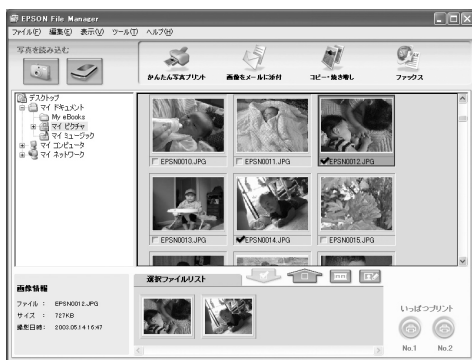 EPSON File Manager
ファイル(F) 編集(E) 表示(V) ツール(T) ヘルプ(H)
写真を読み込む
かんたん写真プリント 画像をメールに添付 コピー・焼き増し ファックス
デスクトップ
マイ ドキュメント
My eBooks
マイ ピクチャ
マイ ミュージック
マイ コンピュータ
マイ ネットワーク
EPSN0010.JPG EPSN0011.JPG EPSN0012.JPG
EPSN0013.JPG EPSN0014.JPG EPSN0015.JPG
画像情報
ファイル : EPSN0012.JPG
サイズ : 727KB
撮影日時: 2003.05.14 16:47
選択ファイルリスト
いっぱつプリント
No.1 No.2